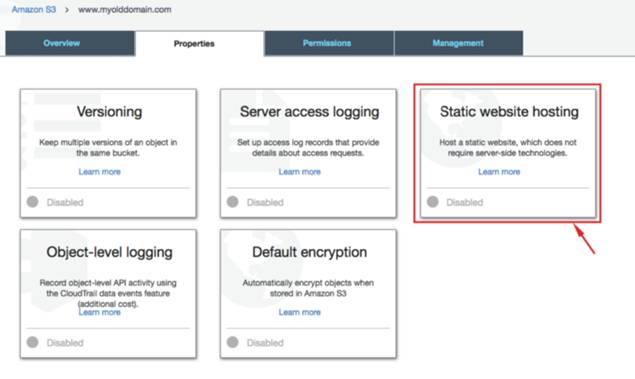 Amazon S3 > www.myolddomain.com
Overview
Properties
Permissions
Management
Versioning
Keep multiple versions of an object in
the same bucket.
Learn more
Disabled
Server access logging
Set up access log records that provide
details about access requests.
Learn more
Disabled
Static website hosting
Host a static website, which does not
require server-side technologies.
Learn more
Disabled
Object-level logging
Record object-level API activity using
the CloudTrail data events feature
(additional cost).
Learn more
Disabled
Default encryption
Automatically encrypt objects when
stored in Amazon S3
Learn more
Disabled